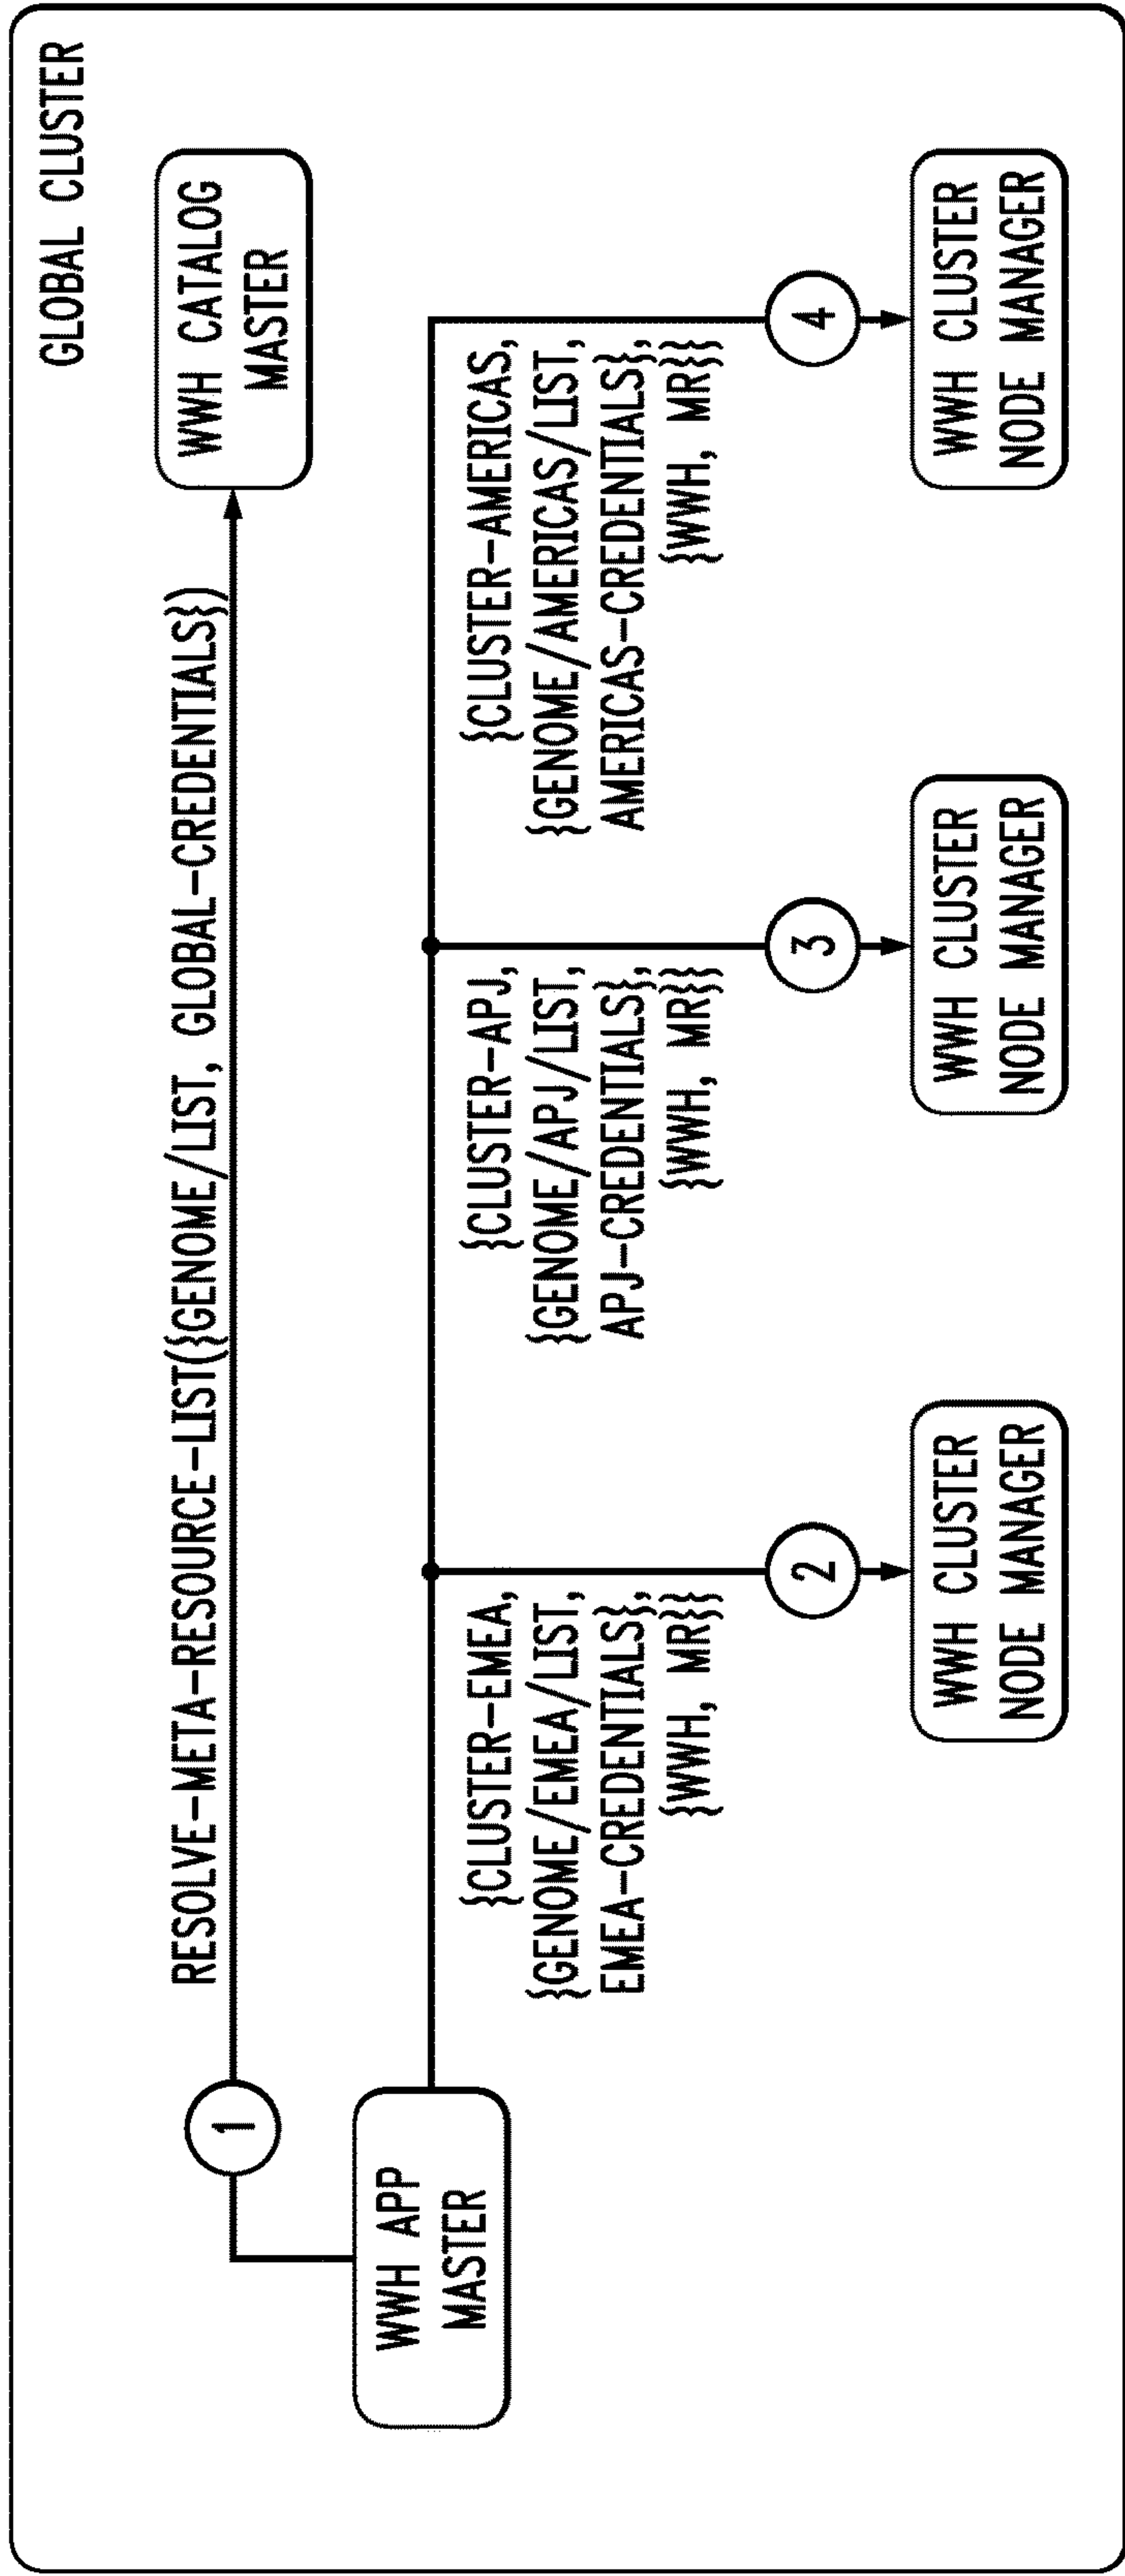 GLOBAL CLUSTER
1
RESOLVE-META-RESOURCE-LIST({GENOME/LIST, GLOBAL-CREDENTIALS})
WWH CATALOG
MASTER
WWH APP
MASTER
{CLUSTER-EMEA,
{GENOME/EMEA/LIST,
EMEA-CREDENTIALS},
{WWH, MR}}
2
WWH CLUSTER
NODE MANAGER
{CLUSTER-APJ,
{GENOME/APJ/LIST,
APJ-CREDENTIALS},
{WWH, MR}}
3
WWH CLUSTER
NODE MANAGER
{CLUSTER-AMERICAS,
{GENOME/AMERICAS/LIST,
AMERICAS-CREDENTIALS},
{WWH, MR}}
4
WWH CLUSTER
NODE MANAGER